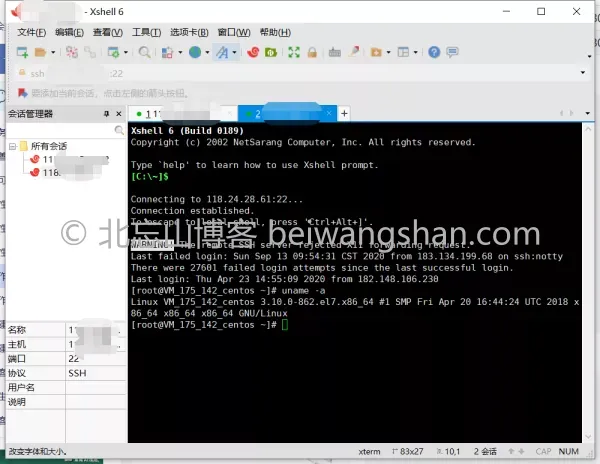 - Xshell 6
文件(F) 编辑(E) 查看(V) 工具(T) 选项卡(B) 窗口(W) 帮助(H)
ssh :22
要添加当前会话，点击左侧的箭头按钮。
会话管理器
1 1
2
+
所有会话
11
118.
名称 11
主机 1
端口 22
协议 SSH
用户名
说明
Xshell 6 (Build 0189)
Copyright (c) 2002 NetSarang Computer, Inc. All rights reserved.
Type `help' to learn how to use Xshell prompt.
[C:\~]$
Connecting to 118.24.28.61:22...
Connection established.
To escape to local shell, press 'Ctrl+Alt+]'.
© 北忘山博客 beiwangshan.com
WARNING! The remote SSH server rejected X11 forwarding request.
Last failed login: Sun Sep 13 09:54:31 CST 2020 from 183.134.199.68 on ssh:notty
There were 27601 failed login attempts since the last successful login.
Last login: Thu Apr 23 14:55:09 2020 from 182.148.106.230
[root@VM_175_142_centos ~]# uname -a
Linux VM_175_142_centos 3.10.0-862.el7.x86_64 #1 SMP Fri Apr 20 16:44:24 UTC 2018 x
86_64 x86_64 x86_64 GNU/Linux
[root@VM_175_142_centos ~]#
改变字体和大小。 xterm 83x27 10,1 2 会话 CAP NUM